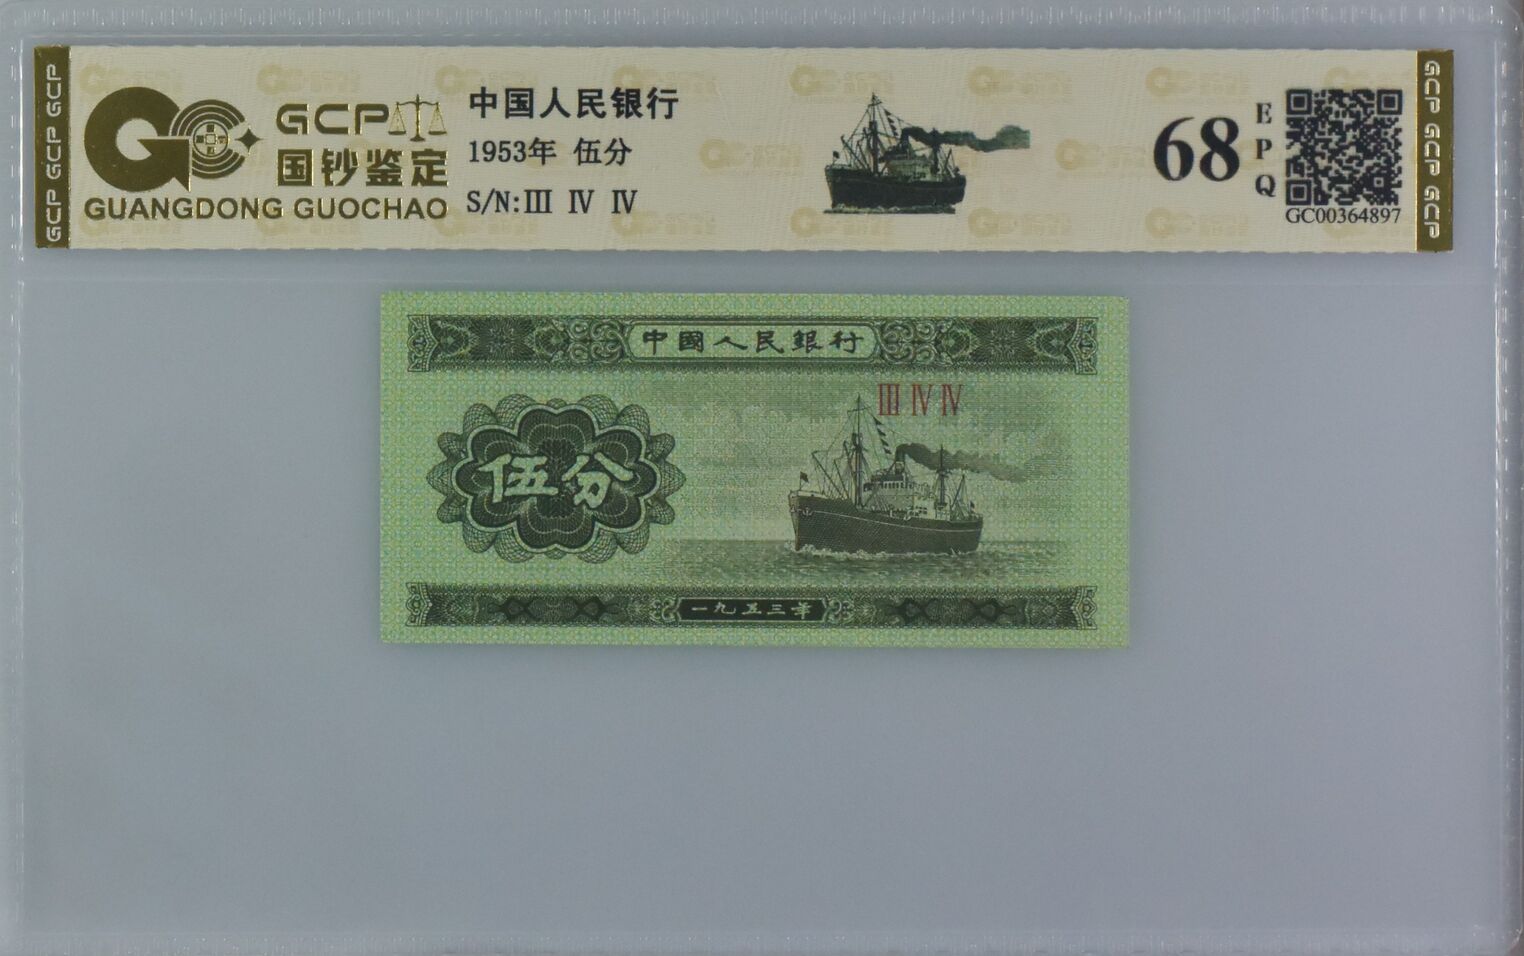 GCP GCP GCP
GCP
国钞鉴定
GUANGDONG GUOCHAO
中国人民银行
1953年 伍分
S/N:Ⅲ Ⅳ Ⅳ
68
EPQ
GC00364897
GCP GCP GCP
中國人民銀行
Ⅲ Ⅳ Ⅳ
伍分
一九五三年